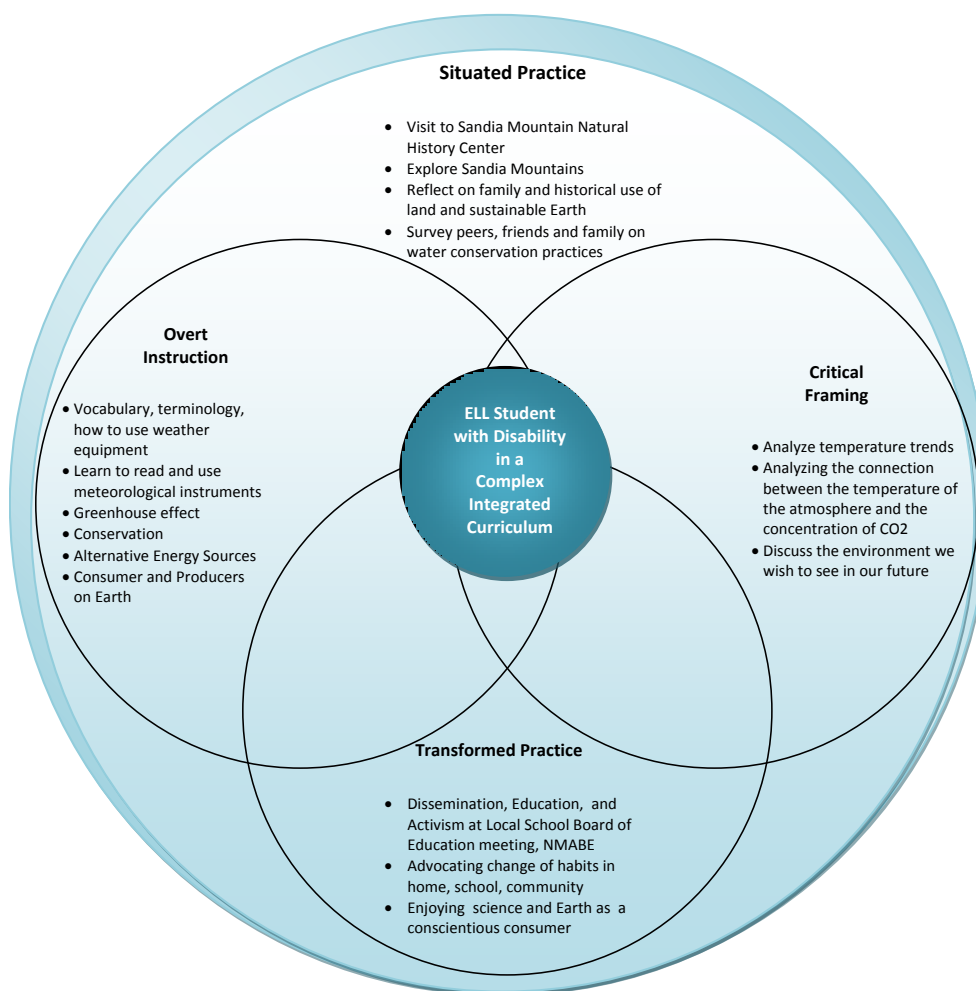 Situated Practice
• Visit to Sandia Mountain Natural
History Center
• Explore Sandia Mountains
• Reflect on family and historical use of
land and sustainable Earth
• Survey peers, friends and family on
water conservation practices
Overt
Instruction
• Vocabulary, terminology,
how to use weather
equipment
• Learn to read and use
meteorological instruments
• Greenhouse effect
• Conservation
• Alternative Energy Sources
• Consumer and Producers
on Earth
ELL Student
with Disability
in a
Complex
Integrated
Curriculum
Critical
Framing
• Analyze temperature trends
• Analyzing the connection
between the temperature of
the atmosphere and the
concentration of CO2
• Discuss the environment we
wish to see in our future
Transformed Practice
• Dissemination, Education, and
Activism at Local School Board of
Education meeting, NMABE
• Advocating change of habits in
home, school, community
• Enjoying science and Earth as a
conscientious consumer